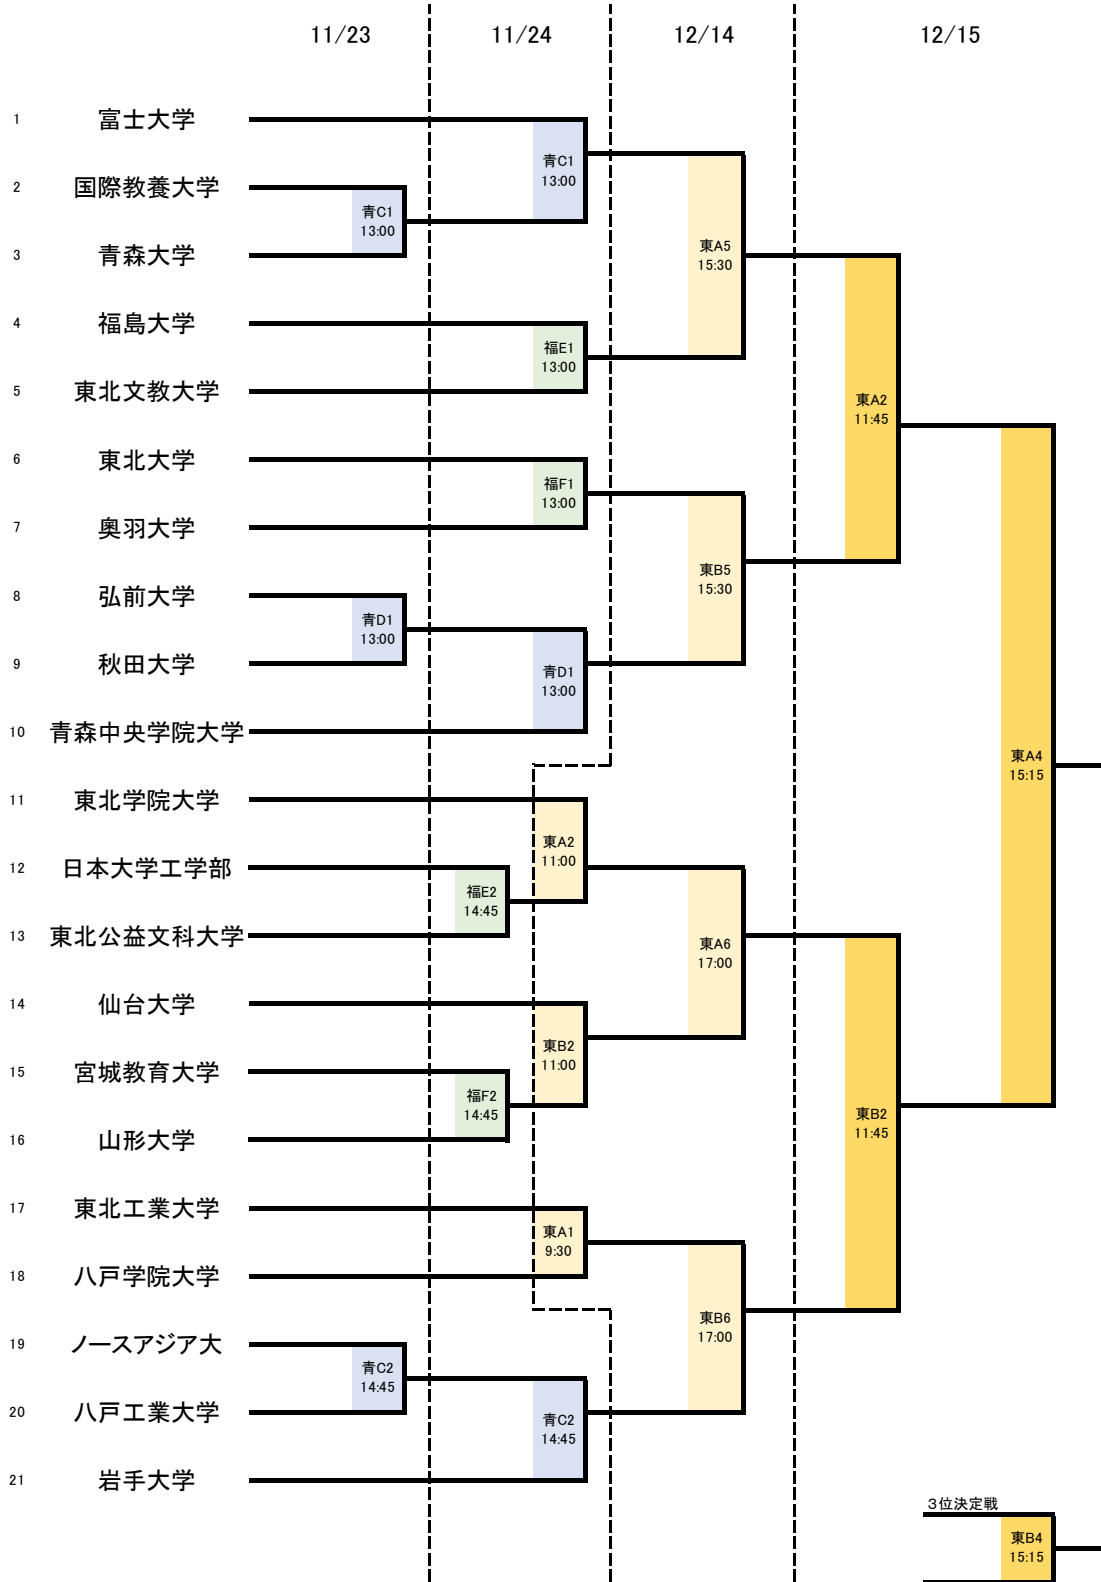 11/23
11/24
12/14
12/15
1 富士大学
2 国際教養大学
3 青森大学
4 福島大学
5 東北文教大学
6 東北大学
7 奥羽大学
8 弘前大学
9 秋田大学
10 青森中央学院大学
11 東北学院大学
12 日本大学工学部
13 東北公益文科大学
14 仙台大学
15 宮城教育大学
16 山形大学
17 東北工業大学
18 八戸学院大学
19 ノースアジア大
20 八戸工業大学
21 岩手大学
青C1
13:00
青D1
13:00
青C2
14:45
青C1
13:00
福E1
13:00
福F1
13:00
青D1
13:00
福E2
14:45
福F2
14:45
青C2
14:45
東A2
11:00
東B2
11:00
東A1
9:30
東A5
15:30
東B5
15:30
東A6
17:00
東B6
17:00
東A2
11:45
東B2
11:45
東A4
15:15
３位決定戦
東B4
15:15